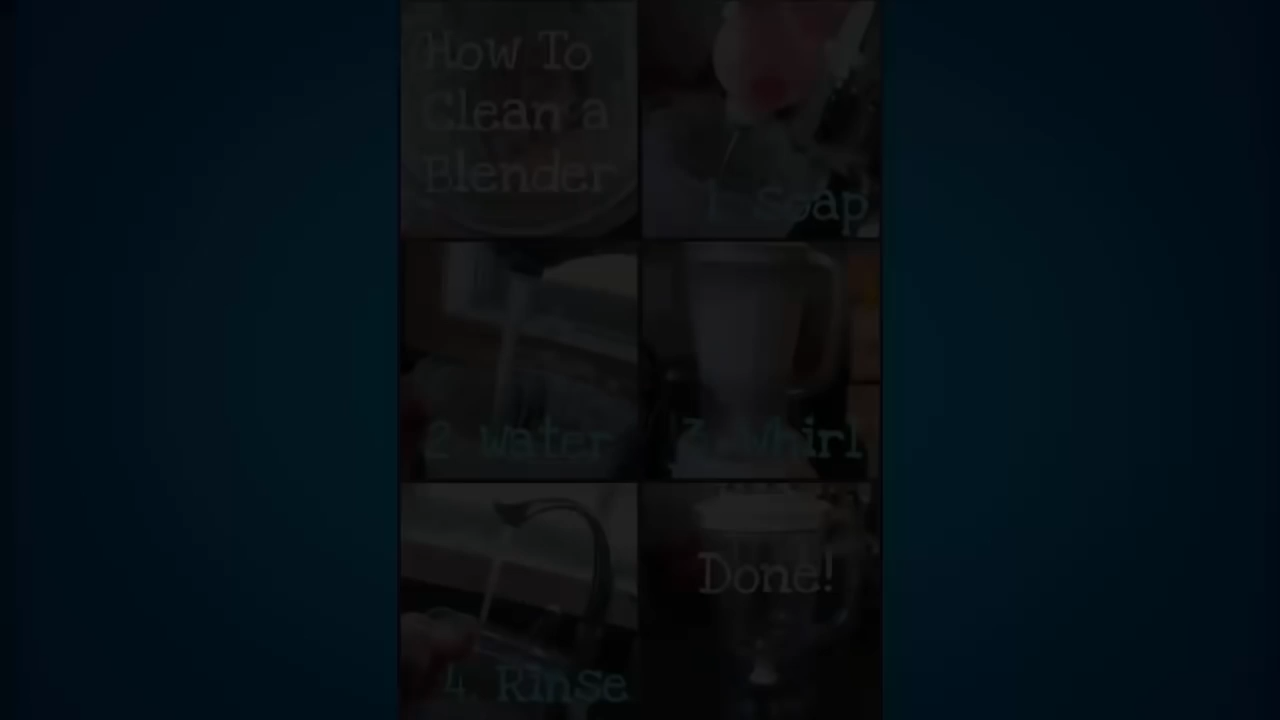 How To
Clean a
Blender
1. Soap
2. Water
3. Whirl
4. Rinse
Done!